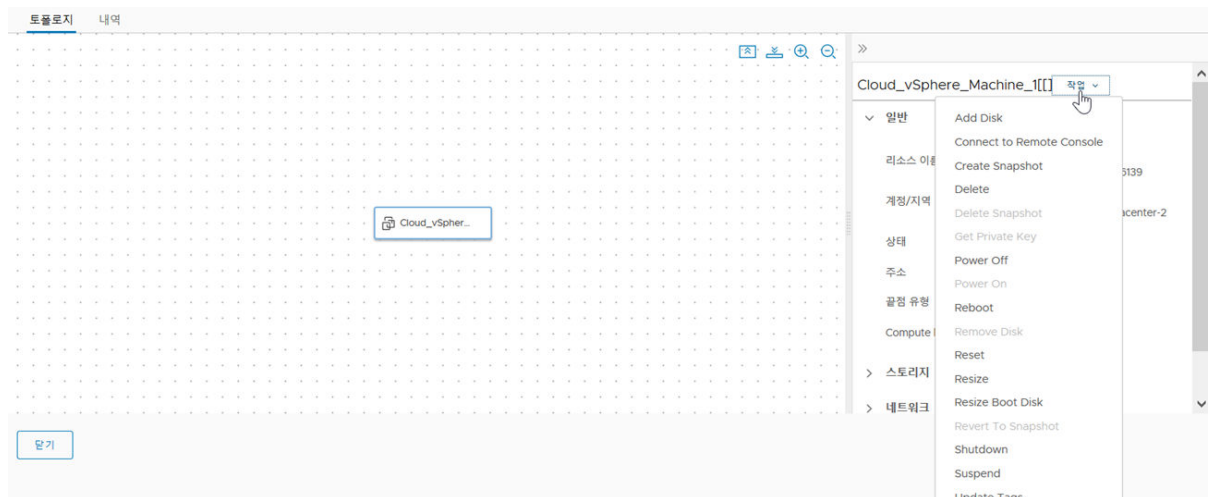 토폴로지 내역
Cloud_vSpher...
Cloud_vSphere_Machine_1[[] 작업
일반
리소스 이름
6139
계정/지역
acenter-2
상태
주소
끝점 유형
Compute
스토리지
네트워크
Add Disk
Connect to Remote Console
Create Snapshot
Delete
Delete Snapshot
Get Private Key
Power Off
Power On
Reboot
Remove Disk
Reset
Resize
Resize Boot Disk
Revert To Snapshot
Shutdown
Suspend
Update Tags
닫기